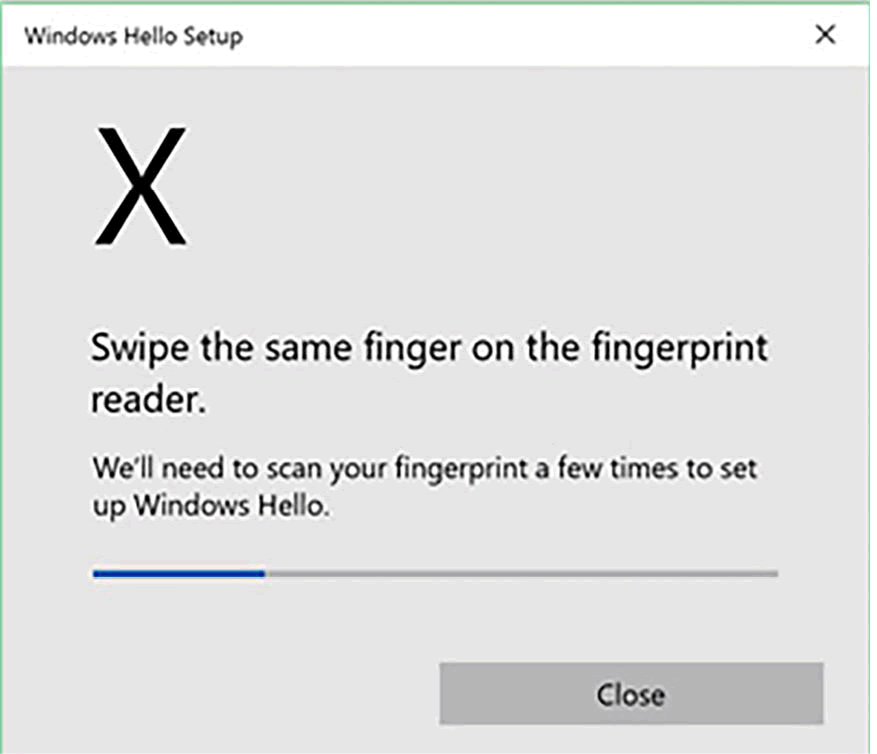 Windows Hello Setup
X
Swipe the same finger on the fingerprint
reader.
We'll need to scan your fingerprint a few times to set
up Windows Hello.
Close